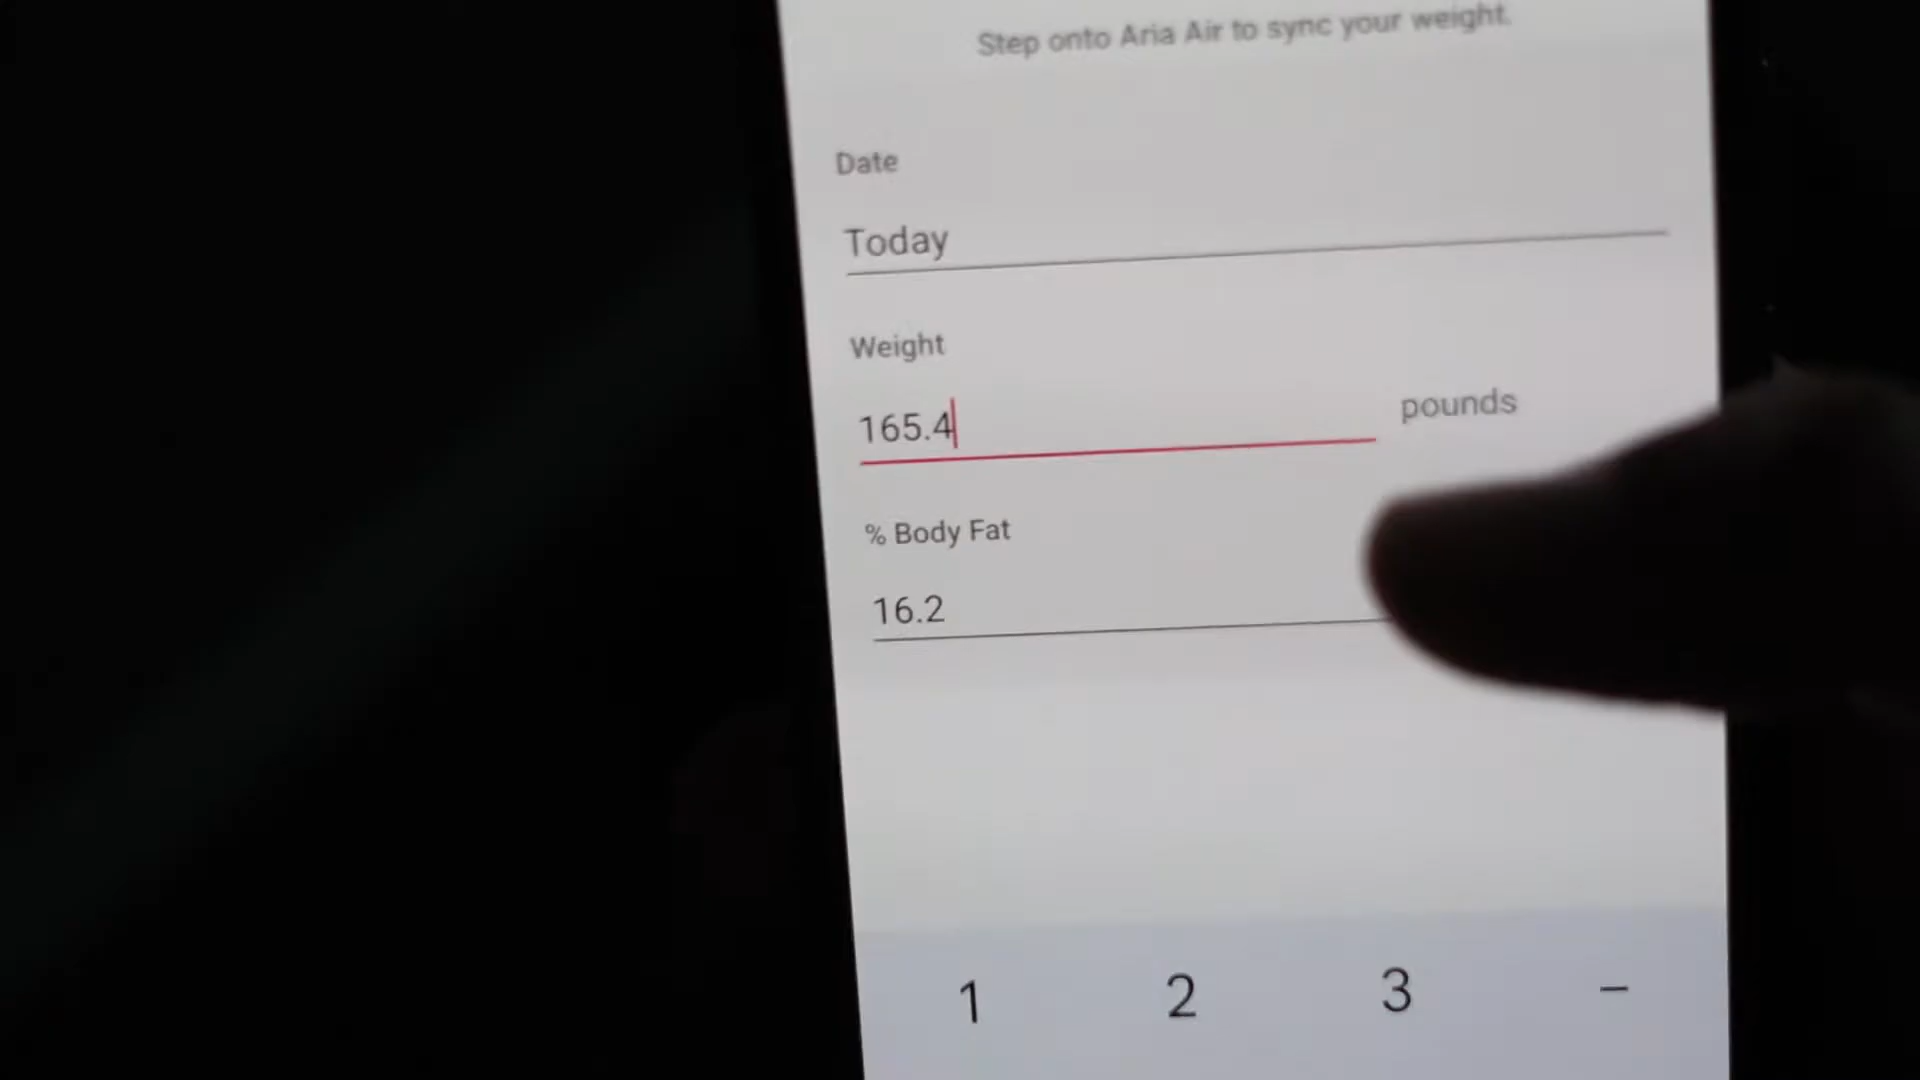 Step onto Aria Air to sync your weight.
Date
Today
Weight
165.4 pounds
% Body Fat
16.2
1 2 3 –